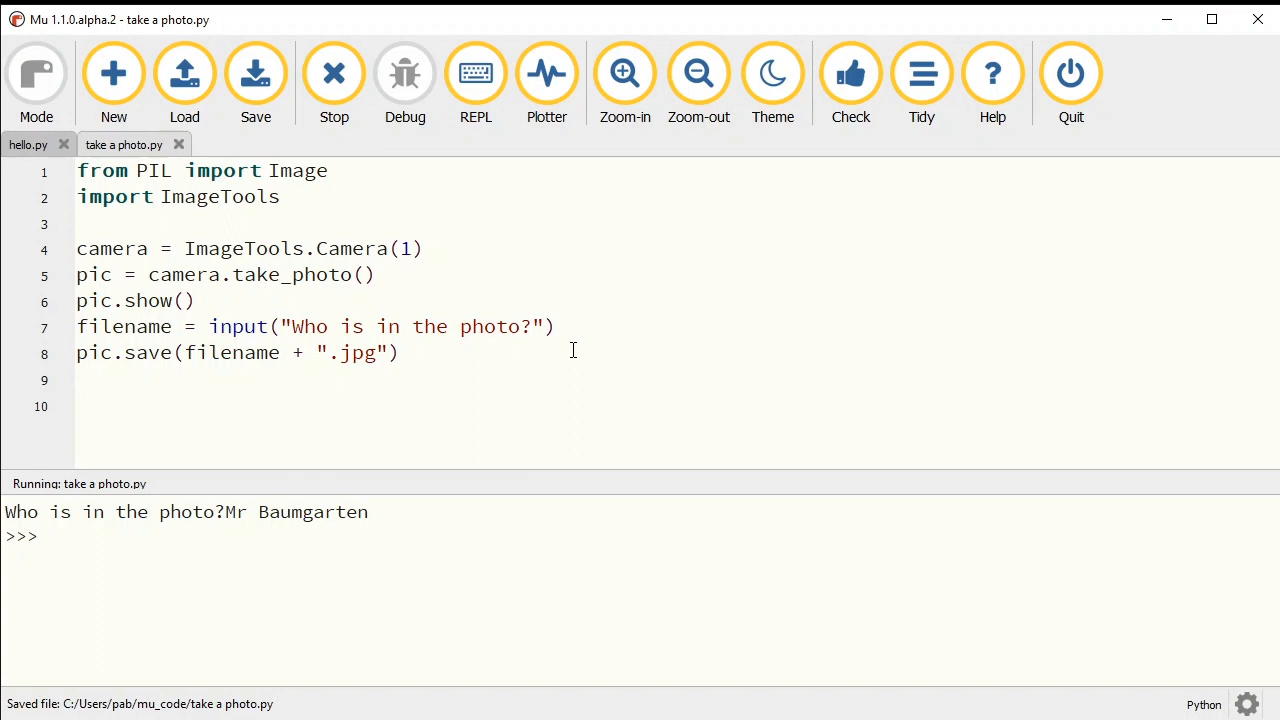 Mu 1.1.0.alpha.2 - take a photo.py
Mode New Load Save Stop Debug REPL Plotter Zoom-in Zoom-out Theme Check Tidy Help Quit
hello.py take a photo.py
1 from PIL import Image
2 import ImageTools
3
4 camera = ImageTools.Camera(1)
5 pic = camera.take_photo()
6 pic.show()
7 filename = input("Who is in the photo?")
8 pic.save(filename + ".jpg")
9
10
Running: take a photo.py
Who is in the photo?Mr Baumgarten
>>>
Saved file: C:/Users/pab/mu_code/take a photo.py Python